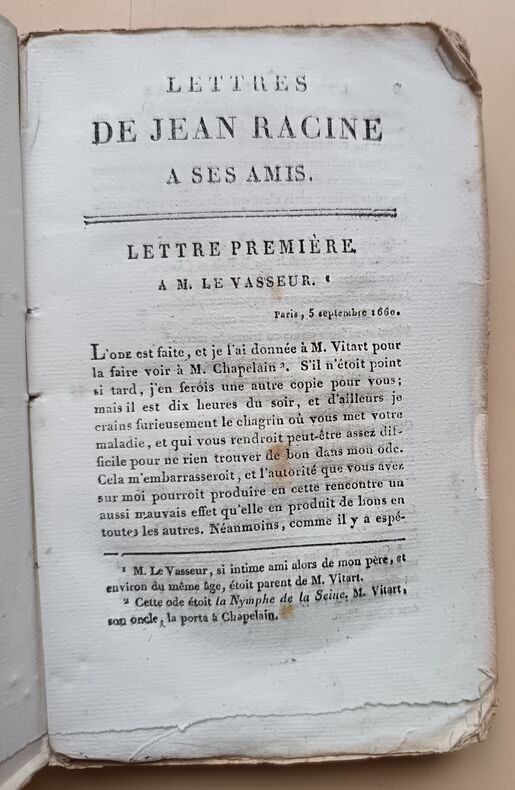 LETTRES
DE JEAN RACINE
A SES AMIS.
LETTRE PREMIÈRE.
A M. LE VASSEUR. ¹
Paris, 5 septembre 1660.
L'ODE est faite, et je l'ai donnée à M. Vitart pour
la faire voir à M. Chapelain ². S'il n'étoit point
si tard, j'en ferois une autre copie pour vous;
mais il est dix heures du soir, et d'ailleurs je
crains furieusement le chagrin où vous met votre
maladie, et qui vous rendroit peut-être assez dif-
ficile pour ne rien trouver de bon dans mon ode.
Cela m'embarrasseroit, et l'autorité que vous avez
sur moi pourroit produire en cette rencontre un
aussi mauvais effet qu'elle en produit de bons en
toutes les autres. Néanmoins, comme il y a espé-
¹ M. Le Vasseur, si intime ami alors de mon père, et
environ du même âge, étoit parent de M. Vitart.
² Cette ode étoit la Nymphe de la Seine. M. Vitart,
son oncle, la porta à Chapelain.